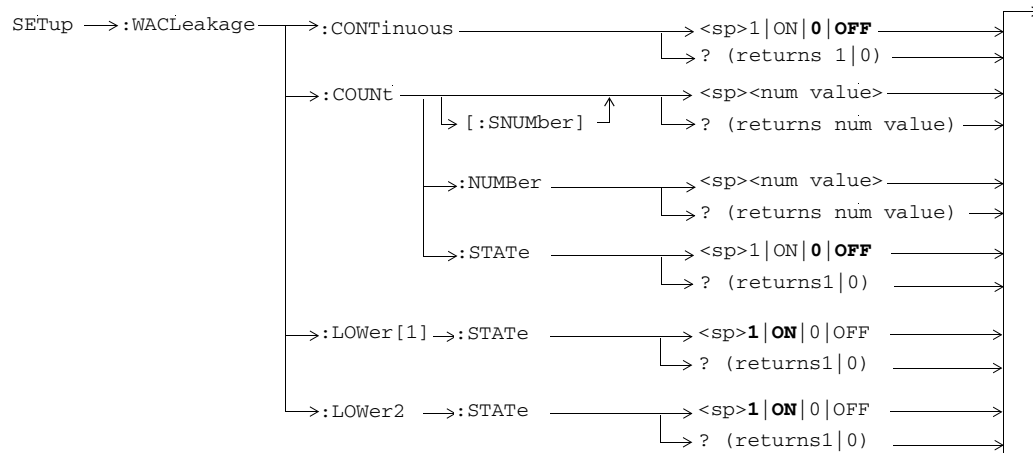 SETup :WACLeakage :CONTinuous <sp>1|ON|0|OFF
? (returns 1|0)
:COUNt <sp><num value>
[:SNUMber] ? (returns num value)
:NUMBer <sp><num value>
? (returns num value)
:STATe <sp>1|ON|0|OFF
? (returns1|0)
:LOWer[1] :STATe <sp>1|ON|0|OFF
? (returns1|0)
:LOWer2 :STATe <sp>1|ON|0|OFF
? (returns1|0)